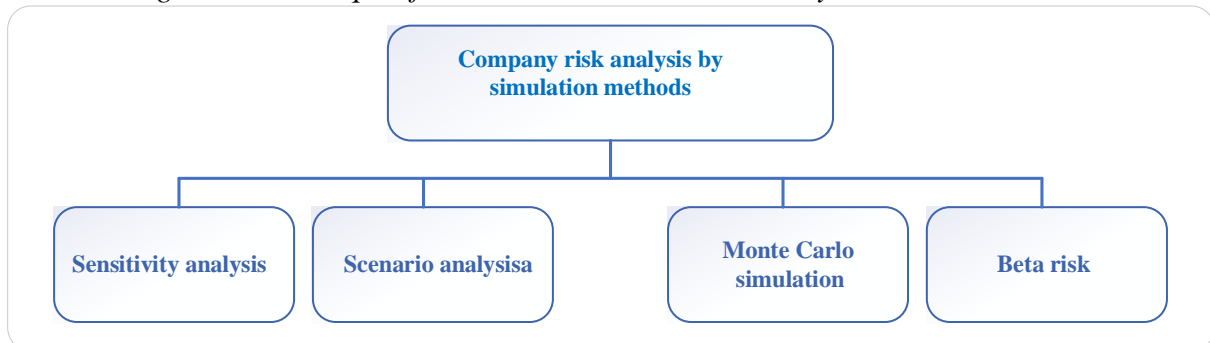 Company risk analysis by
simulation methods
Sensitivity analysis
Scenario analysisa
Monte Carlo
simulation
Beta risk